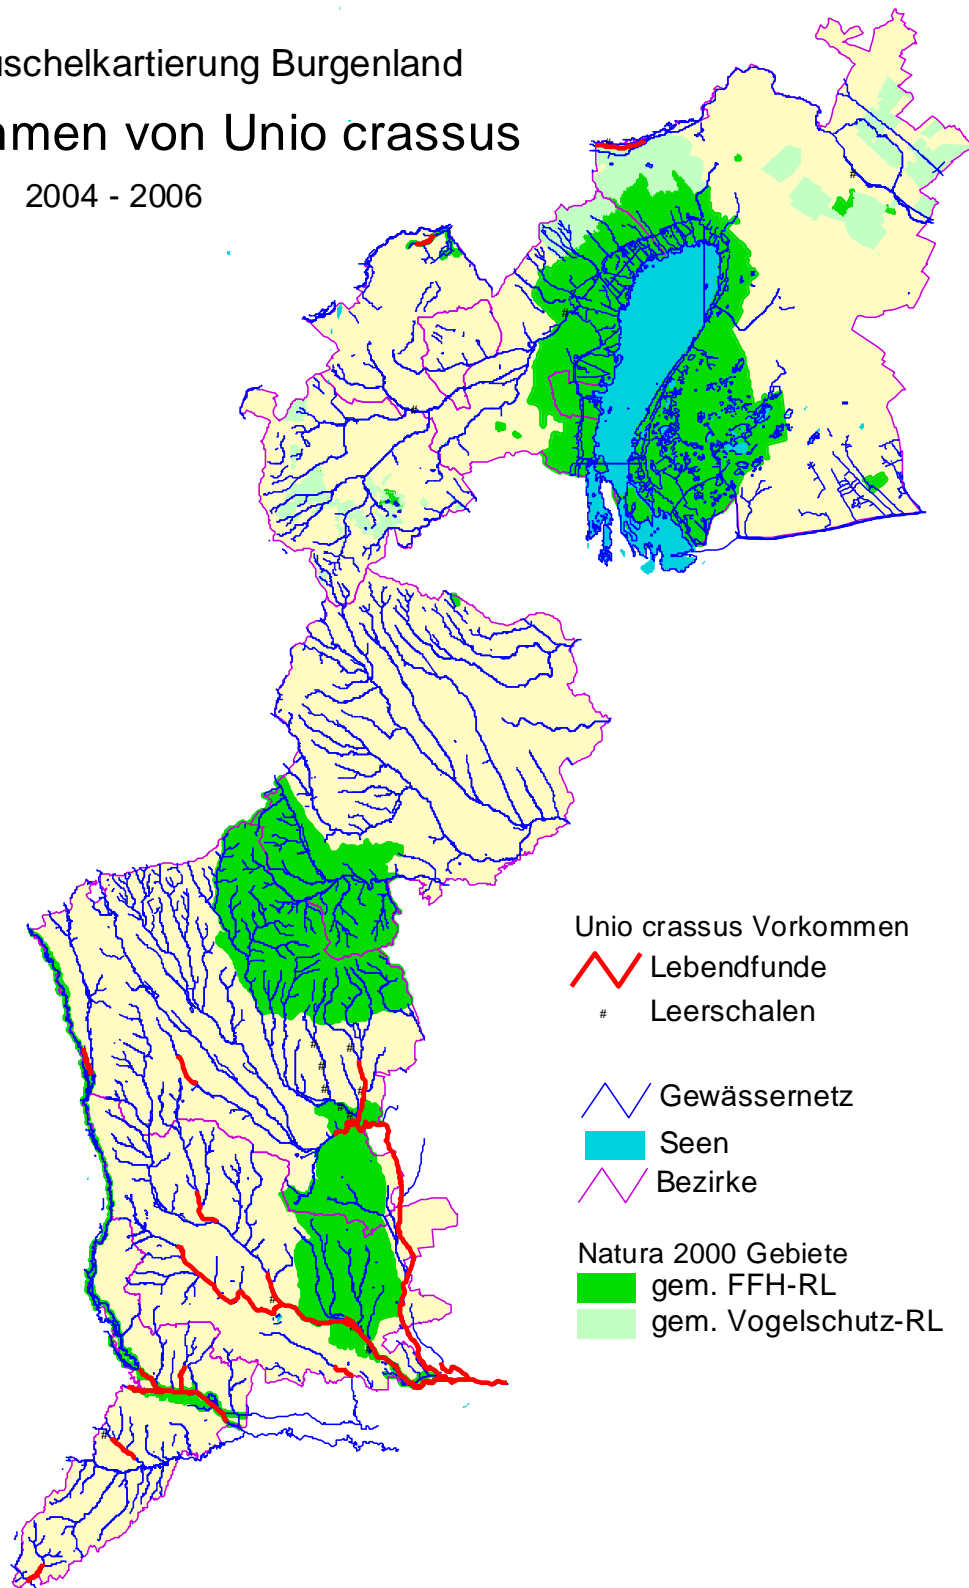 uschelkartierung Burgenland
mmen von Unio crassus
2004 - 2006
Unio crassus Vorkommen
Lebendfunde
# Leerschalen
Gewässernetz
Seen
Bezirke
Natura 2000 Gebiete
gem. FFH-RL
gem. Vogelschutz-RL